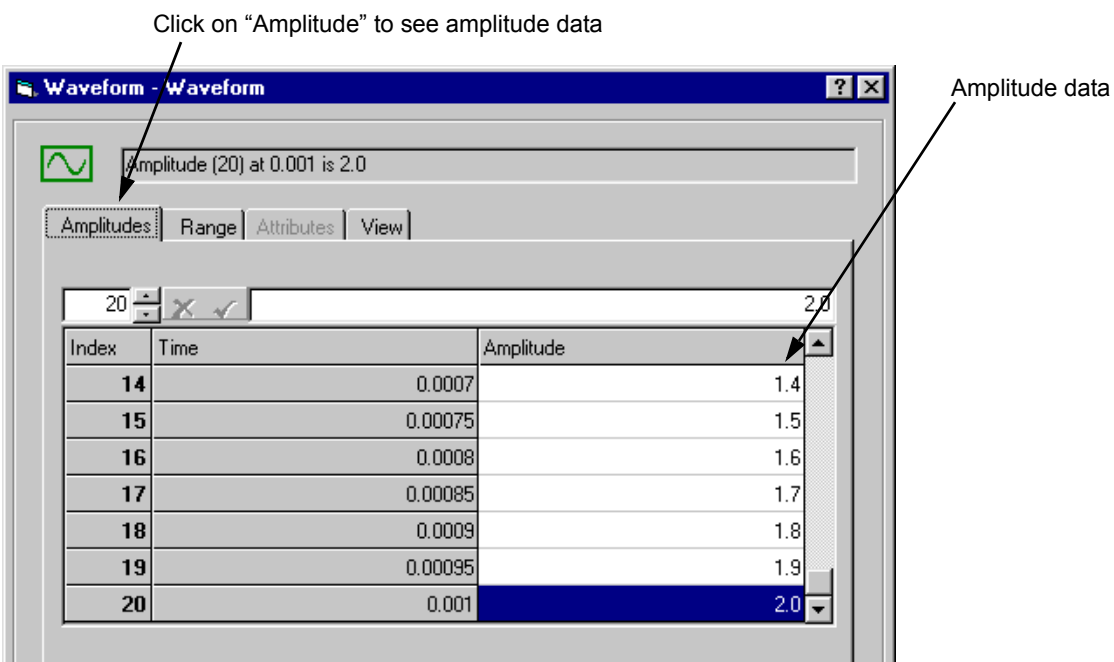 Click on “Amplitude” to see amplitude data
Waveform - Waveform
Amplitude data
Amplitude (20) at 0.001 is 2.0
Amplitudes Range Attributes View
20 2.0
Index Time Amplitude
14 0.0007 1.4
15 0.00075 1.5
16 0.0008 1.6
17 0.00085 1.7
18 0.0009 1.8
19 0.00095 1.9
20 0.001 2.0